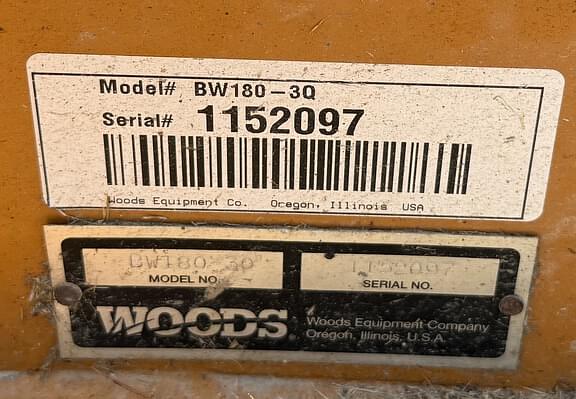 Model# BW180-3Q
Serial# 1152097
Woods Equipment Co. Oregon, Illinois USA
BW180-3Q 1152097
MODEL NO. SERIAL NO.
WOODS
Woods Equipment Company
Oregon, Illinois, U.S.A.